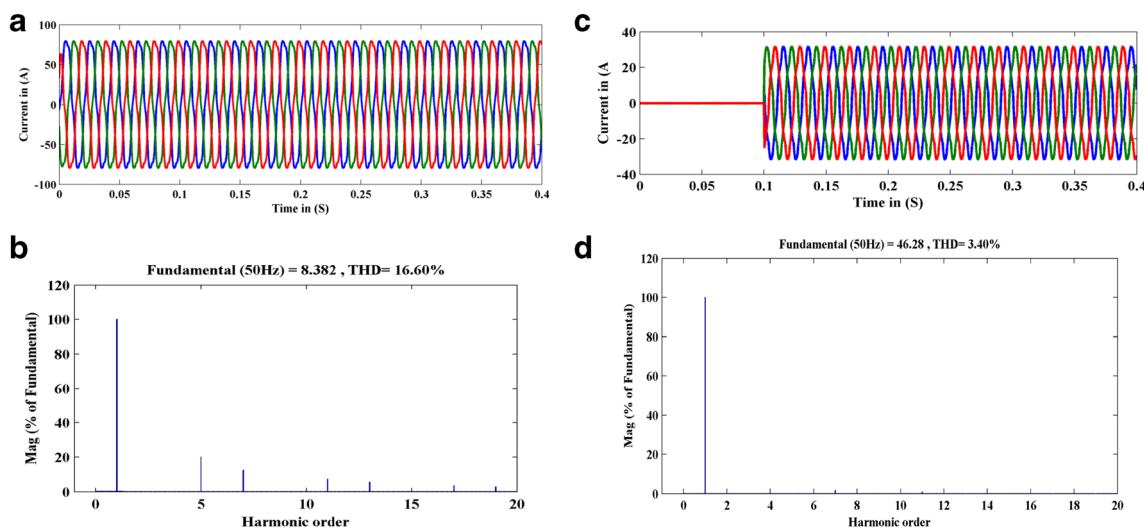 a
100
50
0
-50
-100
Current in (A)
0 0.05 0.1 0.15 0.2 0.25 0.3 0.35 0.4
Time in (S)
c
40
20
0
-20
-40
Current in (A
0 0.05 0.1 0.15 0.2 0.25 0.3 0.35 0.4
Time in (S)
b
Fundamental (50Hz) = 8.382 , THD= 16.60%
120
100
80
60
40
20
0
Mag (% of Fundamental)
0 5 10 15 20
Harmonic order
d
Fundamental (50Hz) = 46.28 , THD= 3.40%
120
100
80
60
40
20
0
Mag (% of Fundamental)
0 2 4 6 8 10 12 14 16 18 20
Harmonic order